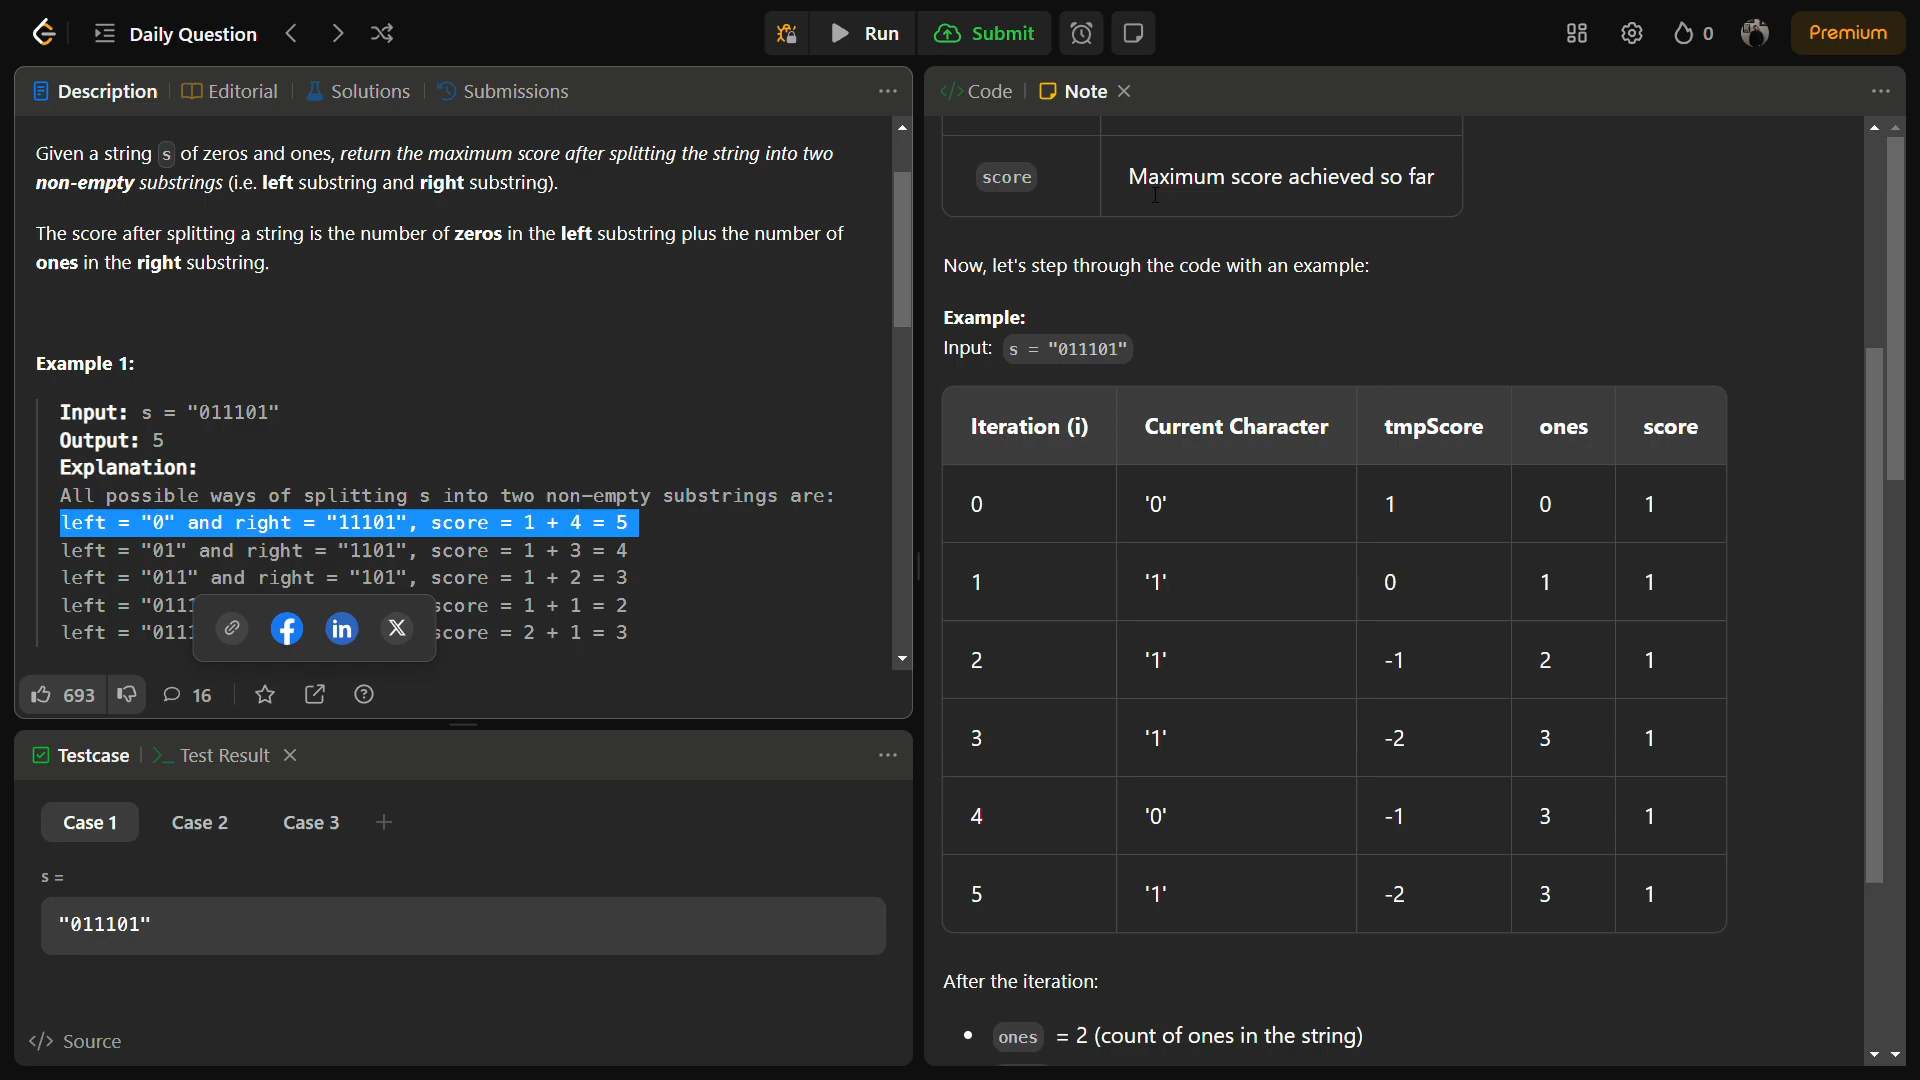 Daily Question
Run
Submit
0
Premium
Description
Editorial
Solutions
Submissions
Given a string s of zeros and ones, return the maximum score after splitting the string into two
non-empty substrings (i.e. left substring and right substring).
The score after splitting a string is the number of zeros in the left substring plus the number of
ones in the right substring.
Example 1:
Input: s = "011101"
Output: 5
Explanation:
All possible ways of splitting s into two non-empty substrings are:
left = "0" and right = "11101", score = 1 + 4 = 5
left = "01" and right = "1101", score = 1 + 3 = 4
left = "011" and right = "101", score = 1 + 2 = 3
left = "011 score = 1 + 1 = 2
left = "011 score = 2 + 1 = 3
693
16
Testcase
Test Result
Case 1
Case 2
Case 3
s =
"011101"
Source
Code
Note
score
Maximum score achieved so far
Now, let's step through the code with an example:
Example:
Input: s = "011101"
Iteration (i) Current Character tmpScore ones score
0 '0' 1 0 1
1 '1' 0 1 1
2 '1' -1 2 1
3 '1' -2 3 1
4 '0' -1 3 1
5 '1' -2 3 1
After the iteration:
• ones = 2 (count of ones in the string)